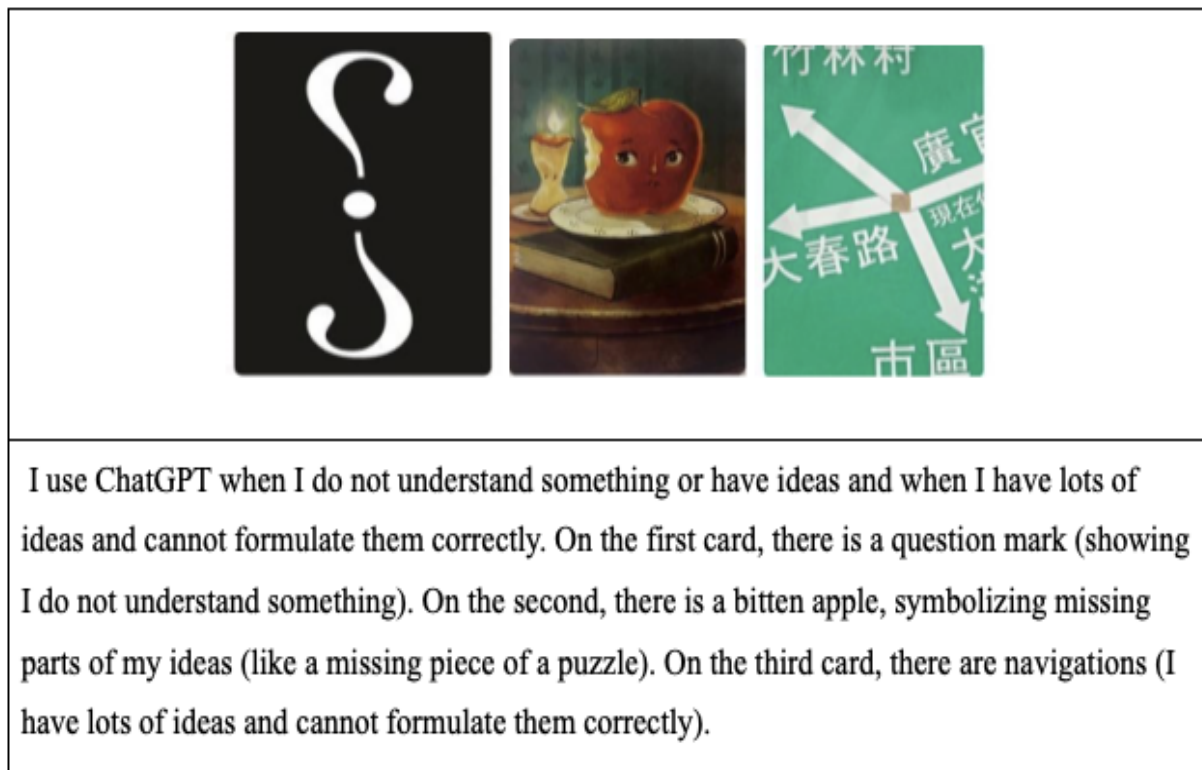 竹林村
廣
現在
大春路
大
市區
I use ChatGPT when I do not understand something or have ideas and when I have lots of
ideas and cannot formulate them correctly. On the first card, there is a question mark (showing
I do not understand something). On the second, there is a bitten apple, symbolizing missing
parts of my ideas (like a missing piece of a puzzle). On the third card, there are navigations (I
have lots of ideas and cannot formulate them correctly).